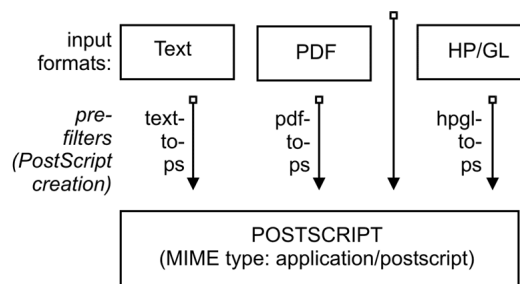 input
formats:
Text
PDF
HP/GL
pre-
filters
(PostScript
creation)
text-
to-
ps
pdf-
to-
ps
hpgl-
to-
ps
POSTSCRIPT
(MIME type: application/postscript)